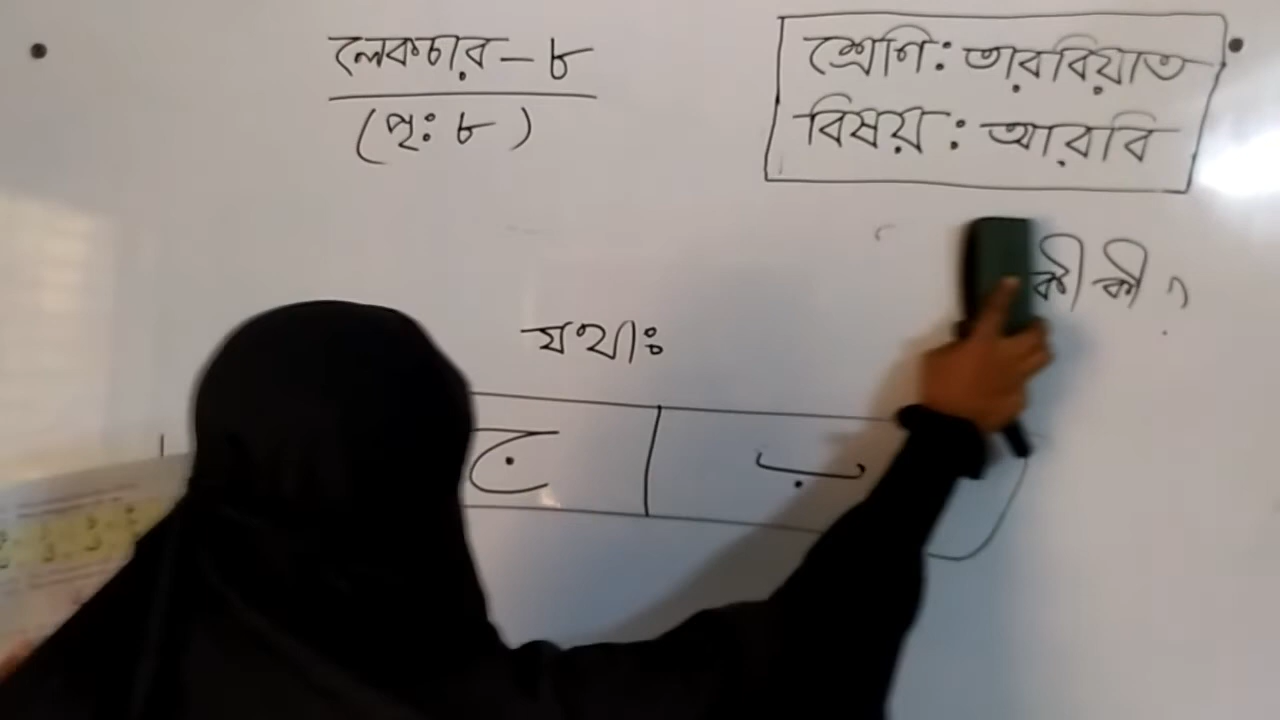 লেকচার – ৮
(পৃঃ ৮)
শ্রেণি: তারবিয়াত
বিষয়: আরবি
কী কী?
যথাঃ
ب ج